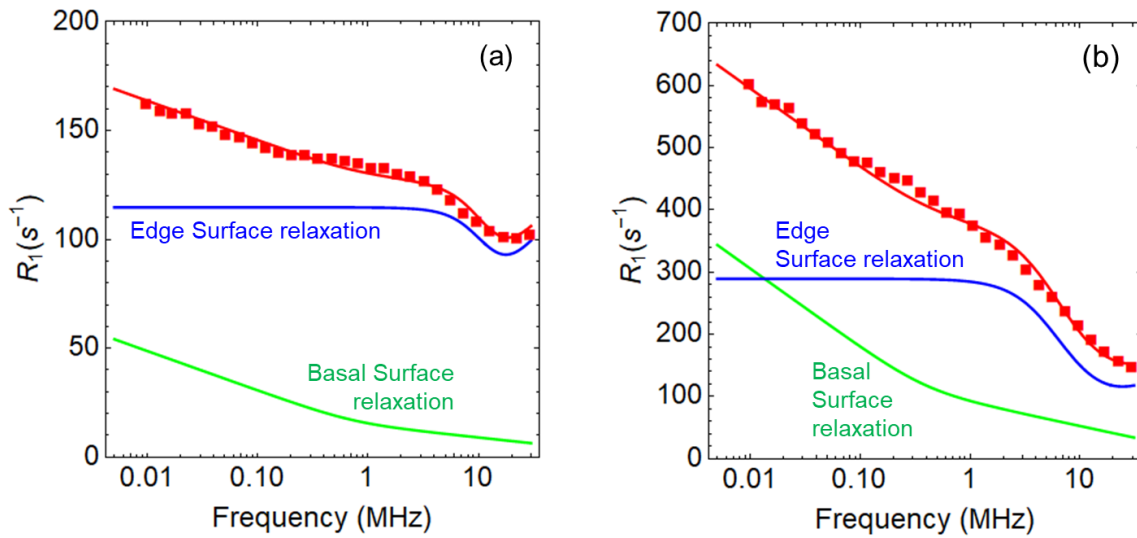 200
150
100
50
0
R₁(s⁻¹)
(a)
Edge Surface relaxation
Basal Surface
relaxation
0.01
0.10
1
10
Frequency (MHz)
700
600
500
400
300
200
100
0
R₁(s⁻¹)
(b)
Edge
Surface relaxation
Basal
Surface
relaxation
0.01
0.10
1
10
Frequency (MHz)